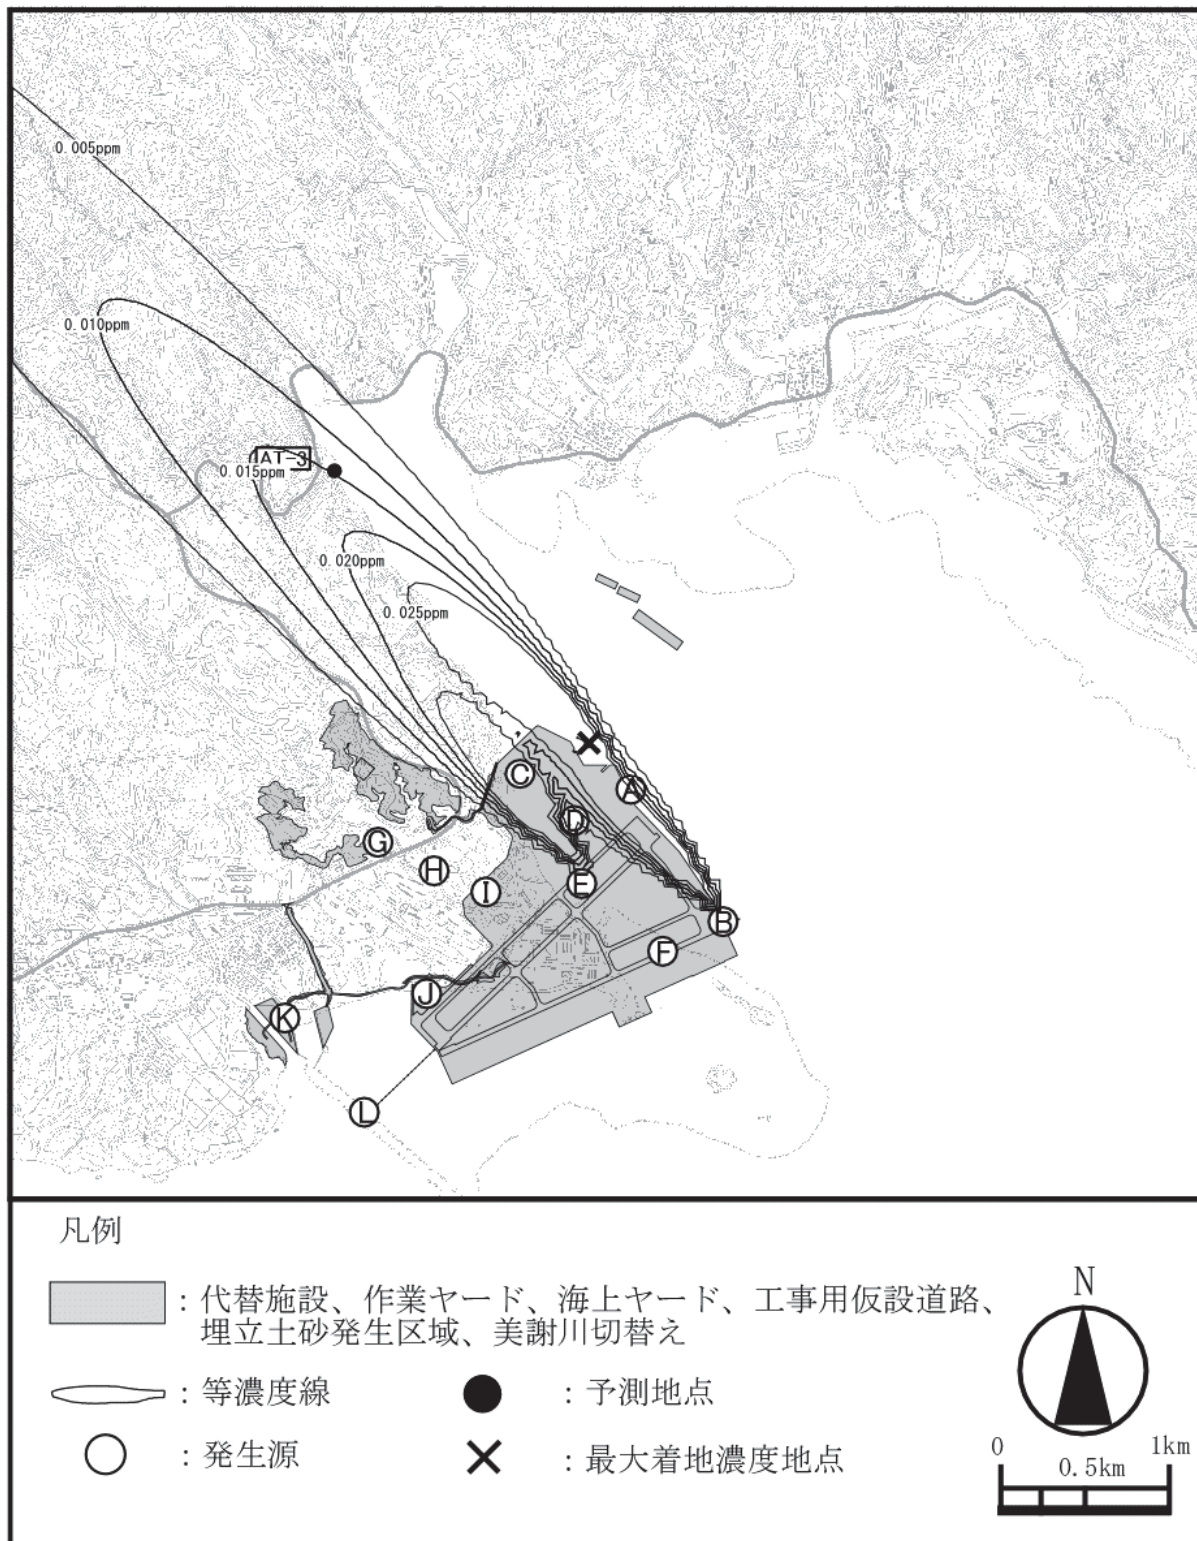 0.005ppm
0.010ppm
AT-3
0.015ppm
0.020ppm
0.025ppm
A
C
D
G
H
E
I
B
F
J
K
L
凡例
：代替施設、作業ヤード、海上ヤード、工事用仮設道路、
埋立土砂発生区域、美謝川切替え
：等濃度線
：予測地点
：発生源
：最大着地濃度地点
N
0
0.5km
1km